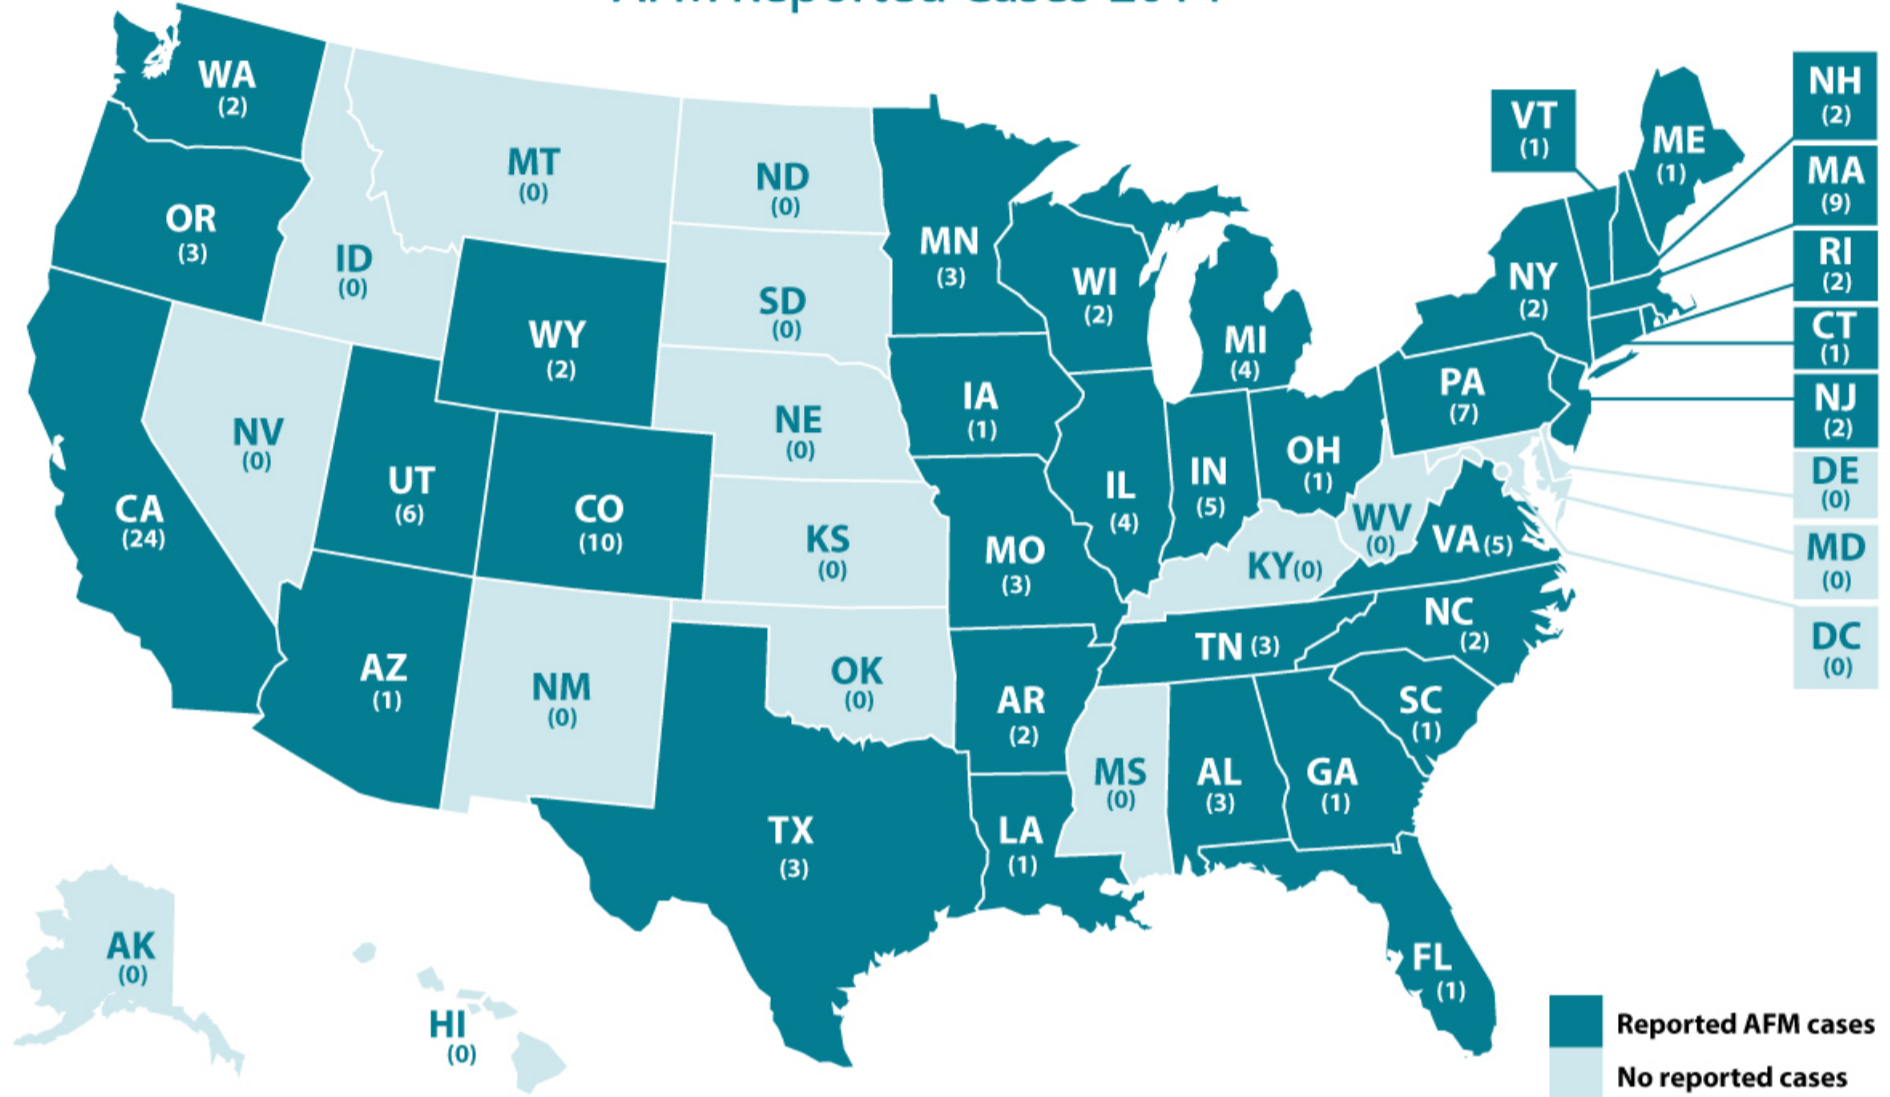 AFM Reported Cases 2014
WA
(2)
OR
(3)
CA
(24)
NV
(0)
ID
(0)
MT
(0)
WY
(2)
UT
(6)
CO
(10)
AZ
(1)
NM
(0)
ND
(0)
SD
(0)
NE
(0)
KS
(0)
OK
(0)
TX
(3)
MN
(3)
IA
(1)
MO
(3)
AR
(2)
LA
(1)
WI
(2)
IL
(4)
MI
(4)
IN
(5)
OH
(1)
KY(0)
WV
(0)
VA(5)
TN (3)
NC
(2)
SC
(1)
MS
(0)
AL
(3)
GA
(1)
FL
(1)
PA
(7)
NY
(2)
VT
(1)
ME
(1)
NH
(2)
MA
(9)
RI
(2)
CT
(1)
NJ
(2)
DE
(0)
MD
(0)
DC
(0)
AK
(0)
HI
(0)
Reported AFM cases
No reported cases